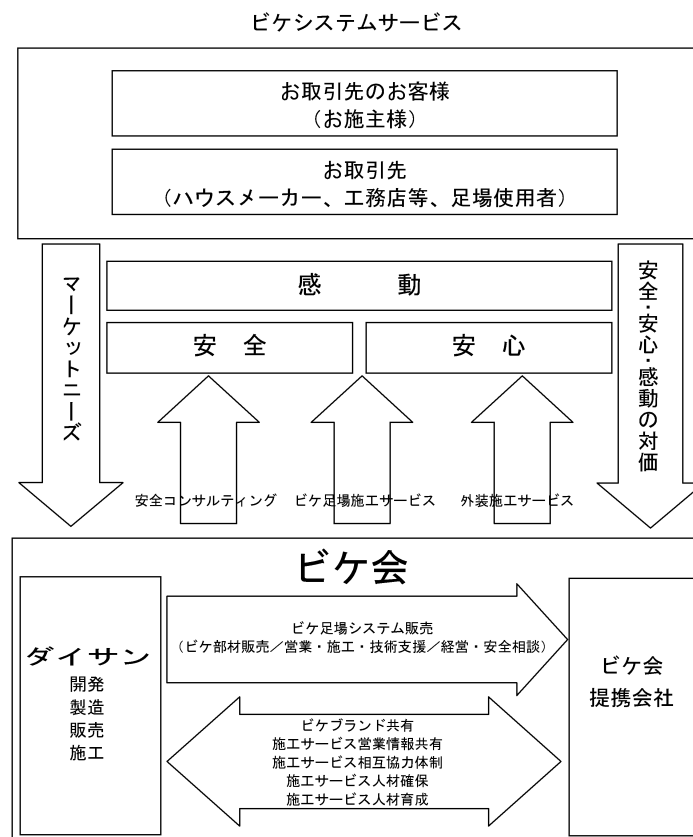 ビケシステムサービス
お取引先のお客様
（お施主様）
お取引先
（ハウスメーカー、工務店等、足場使用者）
マーケットニーズ
感　動
安　全
安　心
安全・安心・感動の対価
安全コンサルティング
ビケ足場施工サービス
外装施工サービス
ビケ会
ダイサン
開発
製造
販売
施工
ビケ足場システム販売
（ビケ部材販売／営業・施工・技術支援／経営・安全相談）
ビケブランド共有
施工サービス営業情報共有
施工サービス相互協力体制
施工サービス人材確保
施工サービス人材育成
ビケ会
提携会社